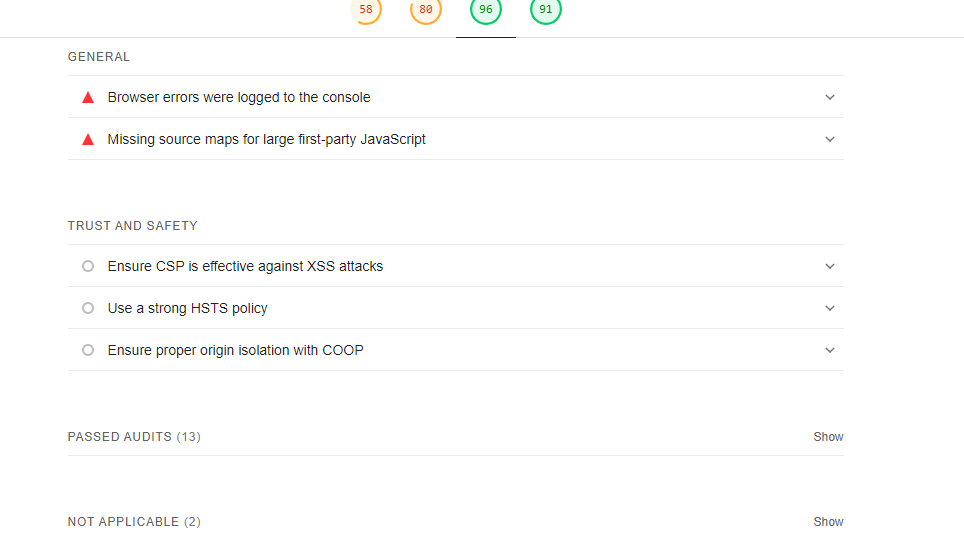 58 80 96 91
GENERAL
Browser errors were logged to the console
Missing source maps for large first-party JavaScript
TRUST AND SAFETY
Ensure CSP is effective against XSS attacks
Use a strong HSTS policy
Ensure proper origin isolation with COOP
PASSED AUDITS (13) Show
NOT APPLICABLE (2) Show